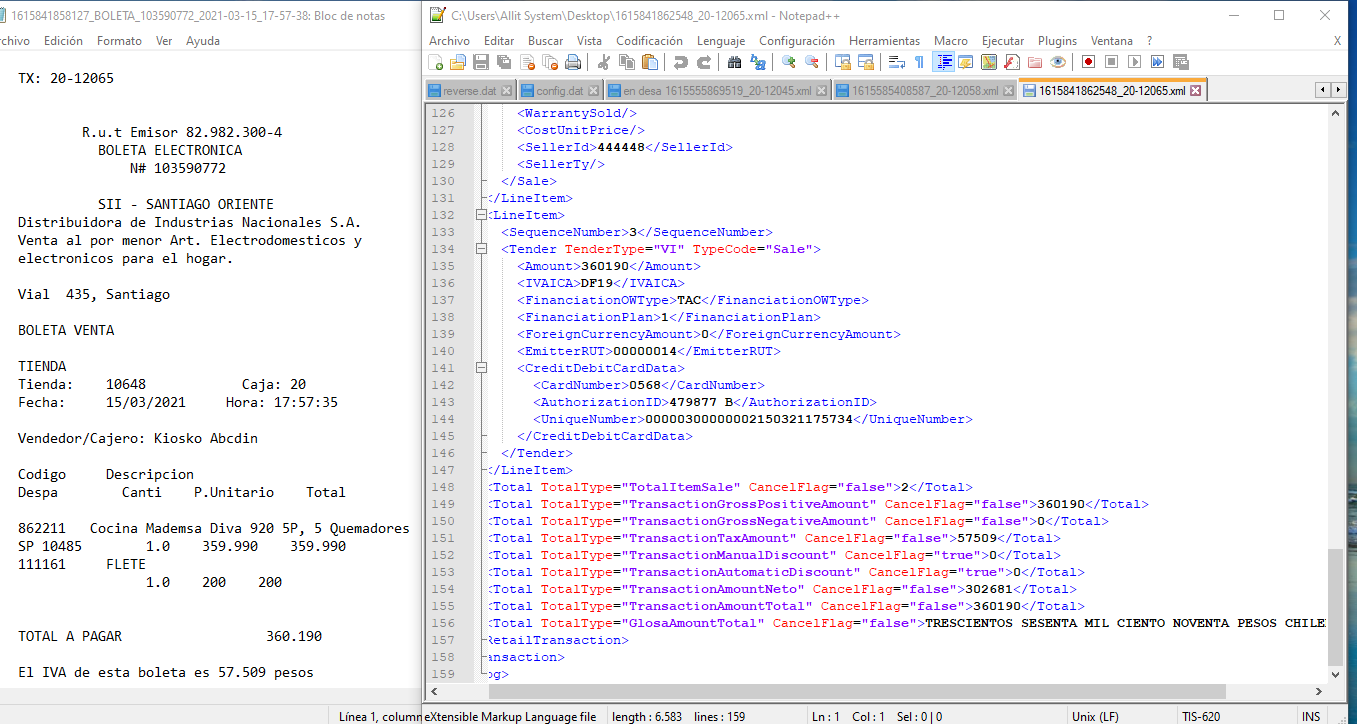 1615841858127_BOLETA_103590772_2021-03-15_17-57-38: Bloc de notas
rchivo Edición Formato Ver Ayuda
TX: 20-12065
R.u.t Emisor 82.982.300-4
BOLETA ELECTRONICA
N# 103590772
SII - SANTIAGO ORIENTE
Distribuidora de Industrias Nacionales S.A.
Venta al por menor Art. Electrodomesticos y
electronicos para el hogar.
Vial 435, Santiago
BOLETA VENTA
TIENDA
Tienda: 10648 Caja: 20
Fecha: 15/03/2021 Hora: 17:57:35
Vendedor/Cajero: Kiosko Abcdin
Codigo Descripcion
Despa Canti P.Unitario Total
862211 Cocina Mademsa Diva 920 5P, 5 Quemadores
SP 10485 1.0 359.990 359.990
111161 FLETE
1.0 200 200
TOTAL A PAGAR 360.190
El IVA de esta boleta es 57.509 pesos
Línea 1, column
C:\Users\Allit System\Desktop\1615841862548_20-12065.xml - Notepad++
Archivo Editar Buscar Vista Codificación Lenguaje Configuración Herramientas Macro Ejecutar Plugins Ventana ? X
reverse.dat config.dat en desa 1615555869519_20-12045.xml 1615585408587_20-12058.xml 1615841862548_20-12065.xml
126 <WarrantySold/>
127 <CostUnitPrice/>
128 <SellerId>444448</SellerId>
129 <SellerTy/>
130 </Sale>
131 </LineItem>
132 <LineItem>
133 <SequenceNumber>3</SequenceNumber>
134 <Tender TenderType="VI" TypeCode="Sale">
135 <Amount>360190</Amount>
136 <IVAICA>DF19</IVAICA>
137 <FinanciationOWType>TAC</FinanciationOWType>
138 <FinanciationPlan>1</FinanciationPlan>
139 <ForeignCurrencyAmount>0</ForeignCurrencyAmount>
140 <EmitterRUT>00000014</EmitterRUT>
141 <CreditDebitCardData>
142 <CardNumber>0568</CardNumber>
143 <AuthorizationID>479877 B</AuthorizationID>
144 <UniqueNumber>00000300000002150321175734</UniqueNumber>
145 </CreditDebitCardData>
146 </Tender>
147 </LineItem>
148 <Total TotalType="TotalItemSale" CancelFlag="false">2</Total>
149 <Total TotalType="TransactionGrossPositiveAmount" CancelFlag="false">360190</Total>
150 <Total TotalType="TransactionGrossNegativeAmount" CancelFlag="false">0</Total>
151 <Total TotalType="TransactionTaxAmount" CancelFlag="false">57509</Total>
152 <Total TotalType="TransactionManualDiscount" CancelFlag="true">0</Total>
153 <Total TotalType="TransactionAutomaticDiscount" CancelFlag="true">0</Total>
154 <Total TotalType="TransactionAmountNeto" CancelFlag="false">302681</Total>
155 <Total TotalType="TransactionAmountTotal" CancelFlag="false">360190</Total>
156 <Total TotalType="GlosaAmountTotal" CancelFlag="false">TRESCIENTOS SESENTA MIL CIENTO NOVENTA PESOS CHILE
157 RetailTransaction>
158 ansaction>
159 og>
eXtensible Markup Language file length : 6.583 lines : 159 Ln : 1 Col : 1 Sel : 0 | 0 Unix (LF) TIS-620 INS